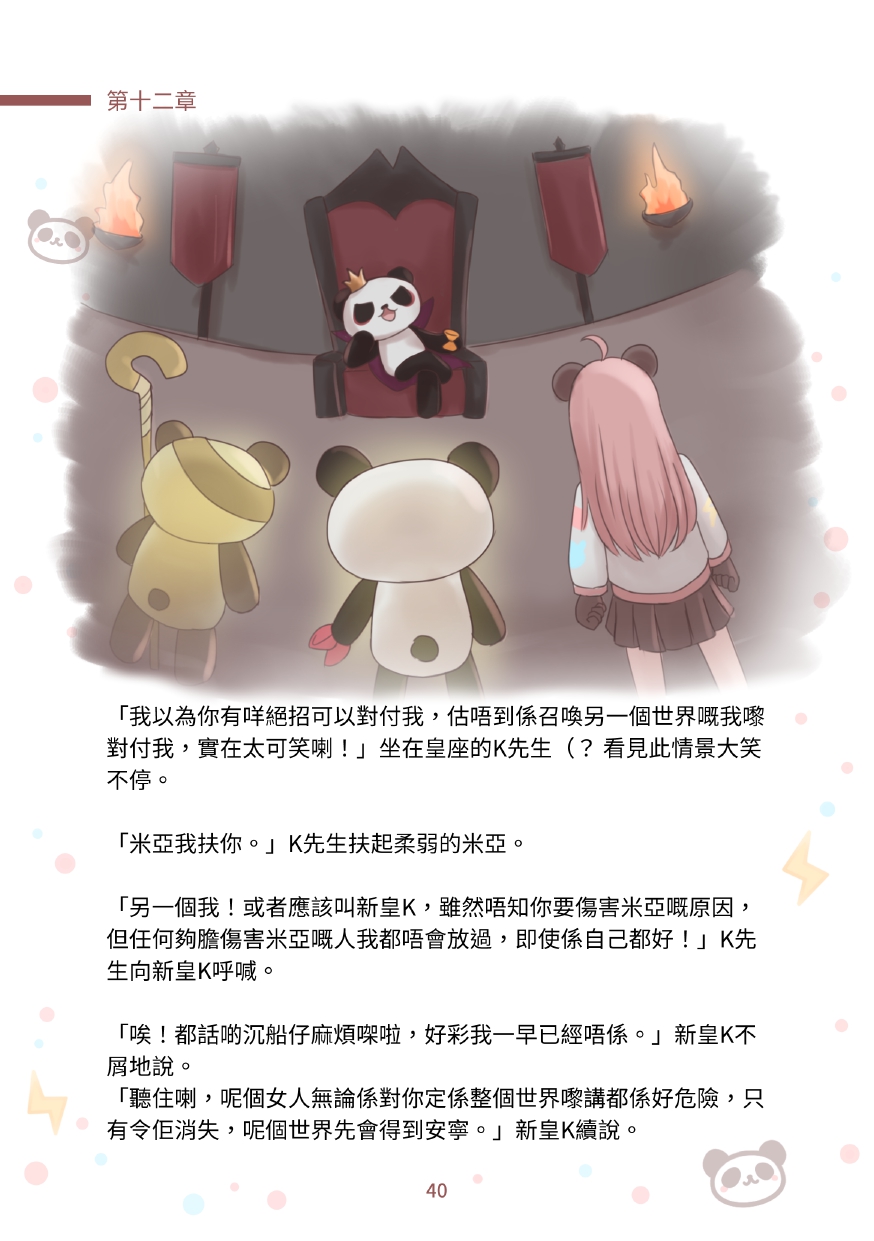 第十二章
「我以為你有咩絕招可以對付我，估唔到係召喚另一個世界嘅我嚟
對付我，實在太可笑喇！」坐在皇座的K先生（？ 看見此情景大笑
不停。
「米亞我扶你。」K先生扶起柔弱的米亞。
「另一個我！或者應該叫新皇K，雖然唔知你要傷害米亞嘅原因，
但任何夠膽傷害米亞嘅人我都唔會放過，即使係自己都好！」K先
生向新皇K呼喊。
「唉！都話啲沉船仔麻煩㗎啦，好彩我一早已經唔係。」新皇K不
屑地說。
「聽住喇，呢個女人無論係對你定係整個世界嚟講都係好危險，只
有令佢消失，呢個世界先會得到安寧。」新皇K續說。
40